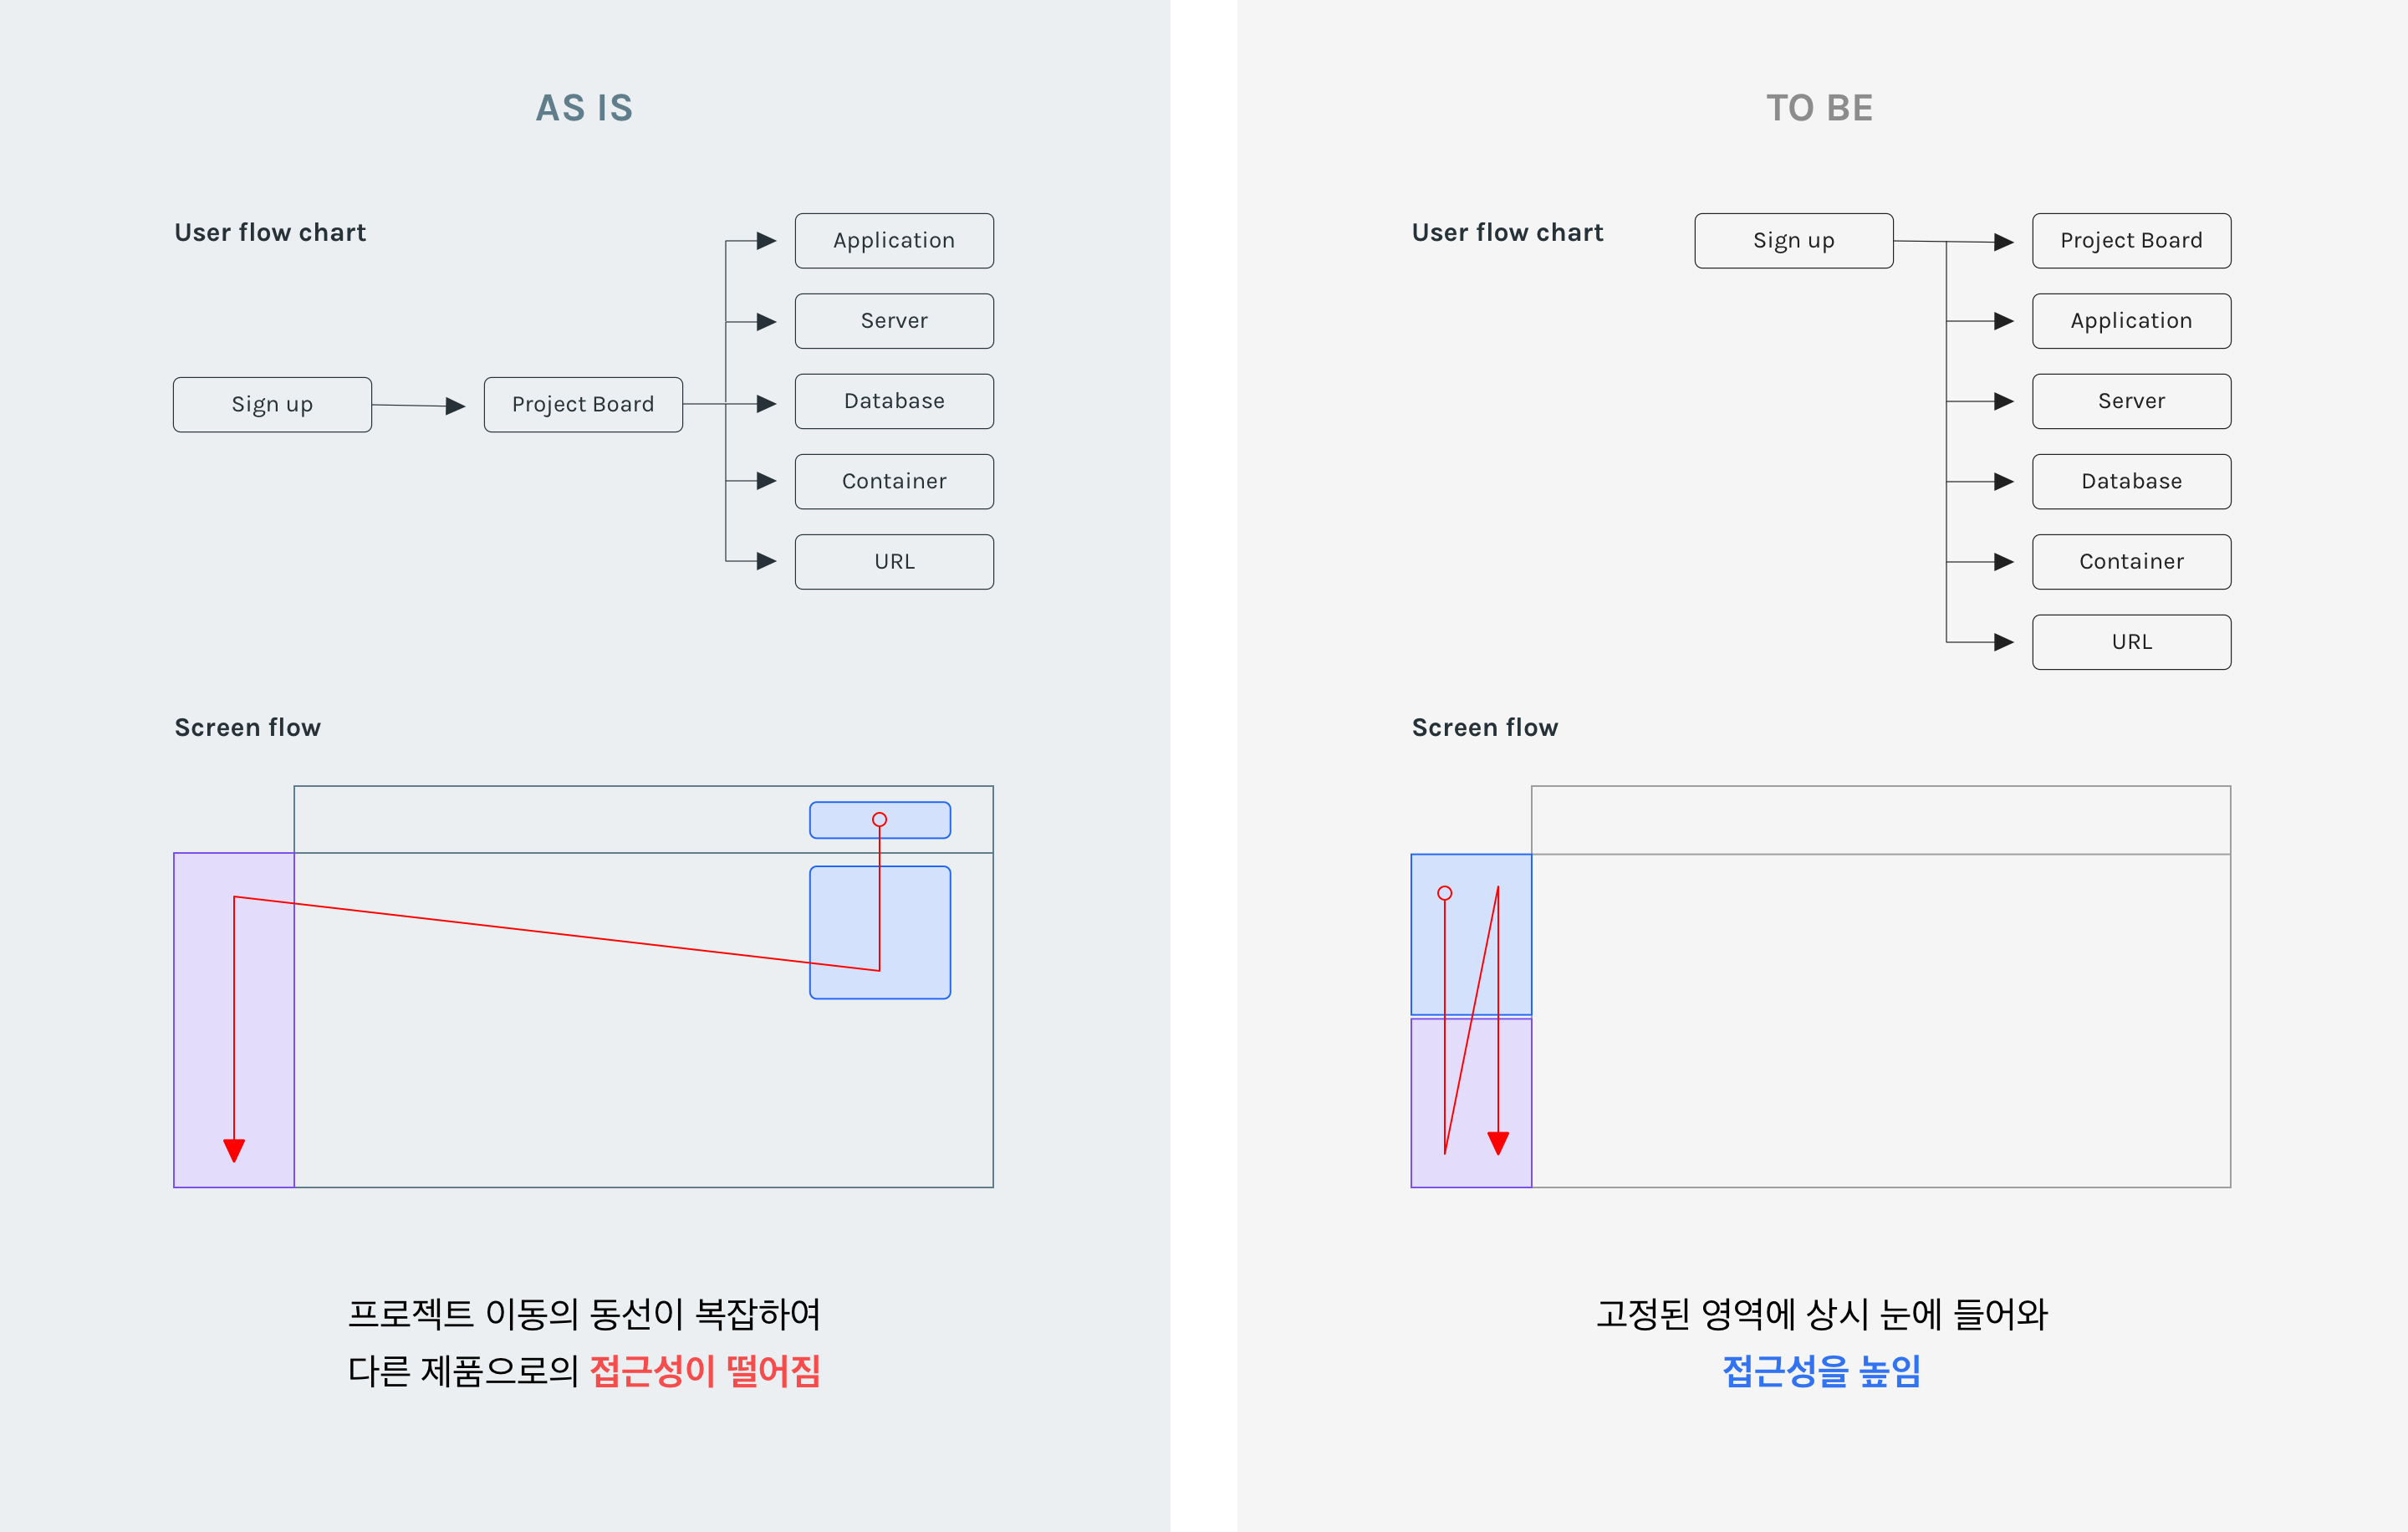 AS IS
User flow chart
Application
Server
Sign up
Project Board
Database
Container
URL
Screen flow
프로젝트 이동의 동선이 복잡하여
다른 제품으로의 접근성이 떨어짐
TO BE
User flow chart
Sign up
Project Board
Application
Server
Database
Container
URL
Screen flow
고정된 영역에 상시 눈에 들어와
접근성을 높임